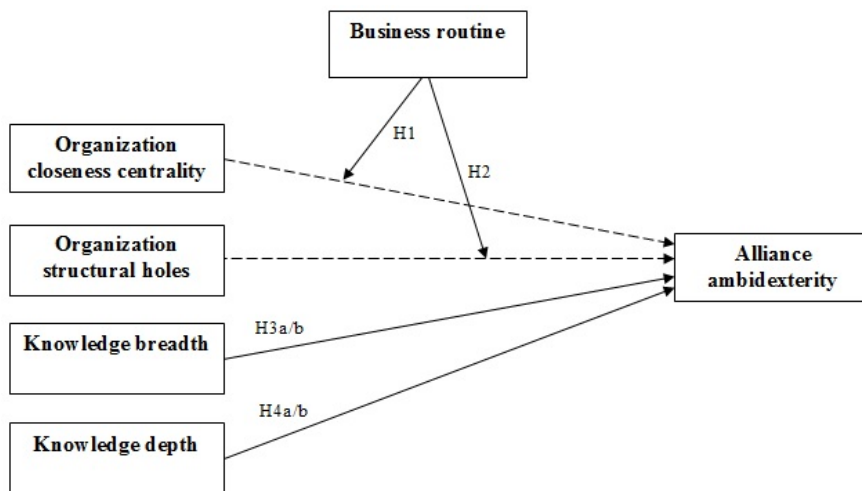 Business routine
H1
Organization
closeness centrality
H2
Organization
structural holes
Alliance
ambidexterity
H3a/b
Knowledge breadth
H4a/b
Knowledge depth